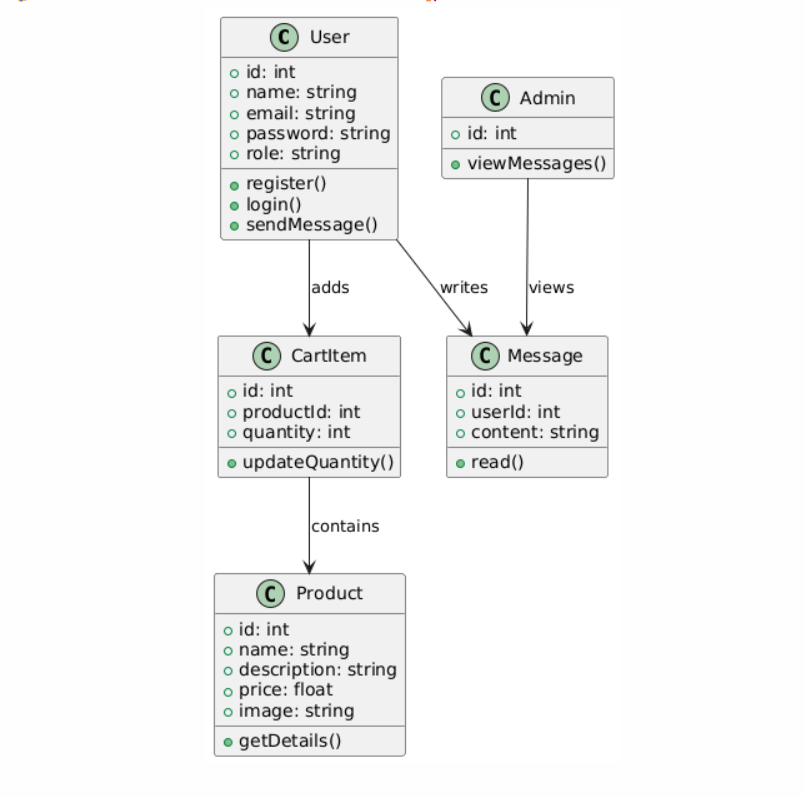 C User
id: int
name: string
email: string
password: string
role: string
register()
login()
sendMessage()
C Admin
id: int
viewMessages()
adds
writes
views
C CartItem
id: int
productId: int
quantity: int
updateQuantity()
C Message
id: int
userId: int
content: string
read()
contains
C Product
id: int
name: string
description: string
price: float
image: string
getDetails()